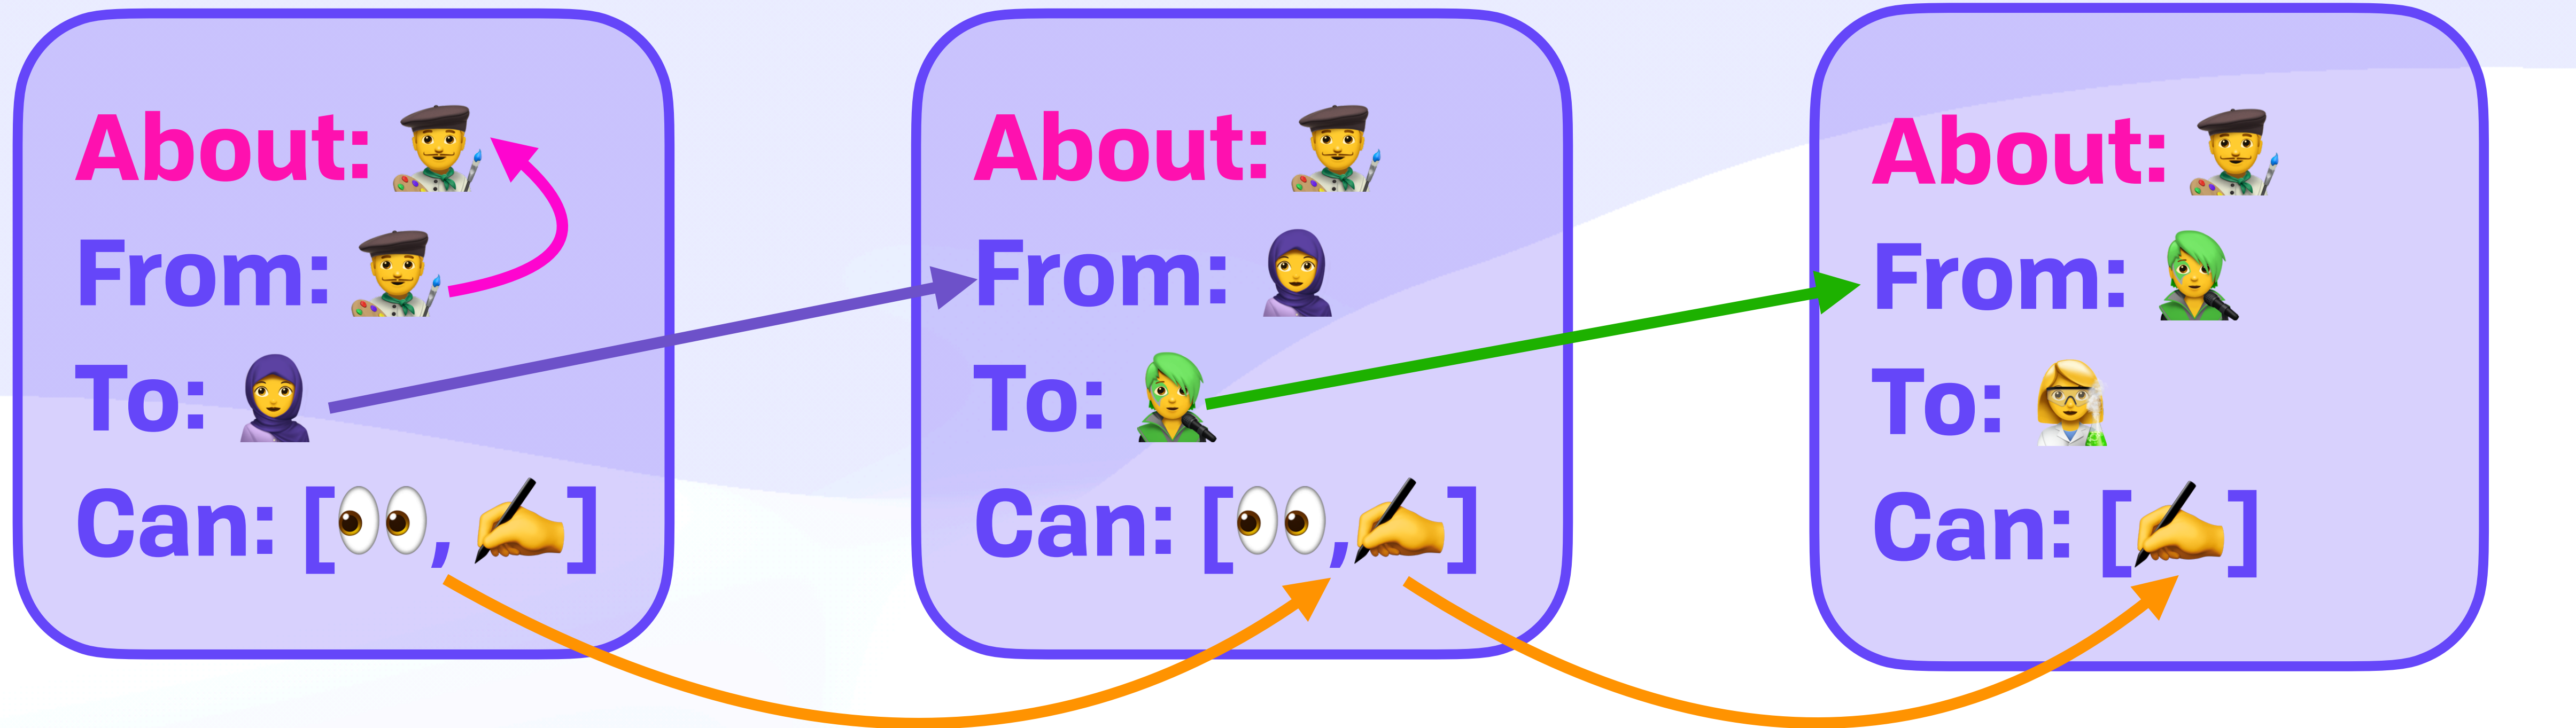 About: 👨‍🎨
From: 👨‍🎨
To: 🧕
Can: [👀, ✍️]
About: 👨‍🎨
From: 🧕
To: 🧑‍🎤
Can: [👀,✍️]
About: 👨‍🎨
From: 🧑‍🎤
To: 👩‍🔬
Can: [✍️]